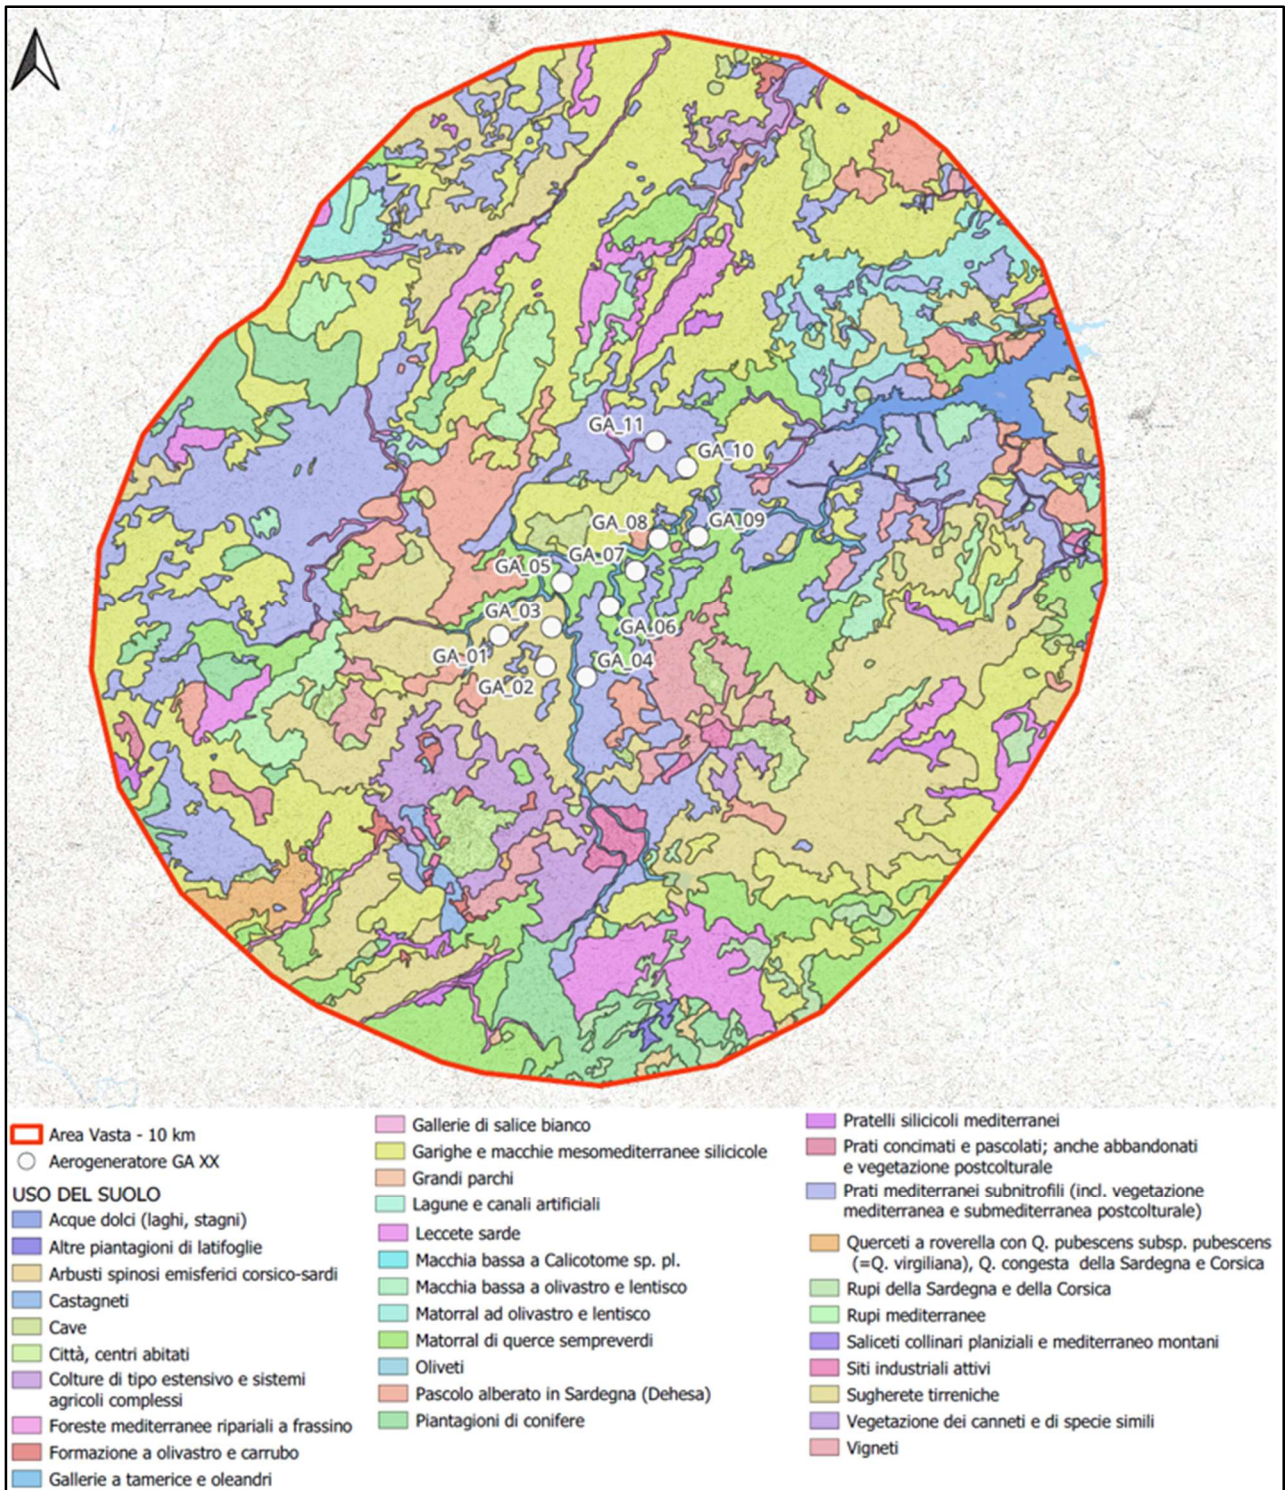 GA_11
GA_10
GA_08
GA_09
GA_07
GA_05
GA_03
GA_06
GA_01
GA_04
GA_02
Area Vasta - 10 km
Aerogeneratore GA XX
USO DEL SUOLO
Acque dolci (laghi, stagni)
Altre piantagioni di latifoglie
Arbusti spinosi emisferici corsico-sardi
Castagneti
Cave
Città, centri abitati
Colture di tipo estensivo e sistemi
agricoli complessi
Foreste mediterranee ripariali a frassino
Formazione a olivastro e carrubo
Gallerie a tamerice e oleandri
Gallerie di salice bianco
Garighe e macchie mesomediterranee silicicole
Grandi parchi
Lagune e canali artificiali
Leccete sarde
Macchia bassa a Calicotome sp. pl.
Macchia bassa a olivastro e lentisco
Matorral ad olivastro e lentisco
Matorral di querce sempreverdi
Oliveti
Pascolo alberato in Sardegna (Dehesa)
Piantagioni di conifere
Pratelli silicicoli mediterranei
Prati concimati e pascolati; anche abbandonati
e vegetazione postcolturale
Prati mediterranei subnitrofili (incl. vegetazione
mediterranea e submediterranea postcolturale)
Querceti a roverella con Q. pubescens subsp. pubescens
(=Q. virgiliana), Q. congesta della Sardegna e Corsica
Rupi della Sardegna e della Corsica
Rupi mediterranee
Saliceti collinari planiziali e mediterraneo montani
Siti industriali attivi
Sugherete tirreniche
Vegetazione dei canneti e di specie simili
Vigneti